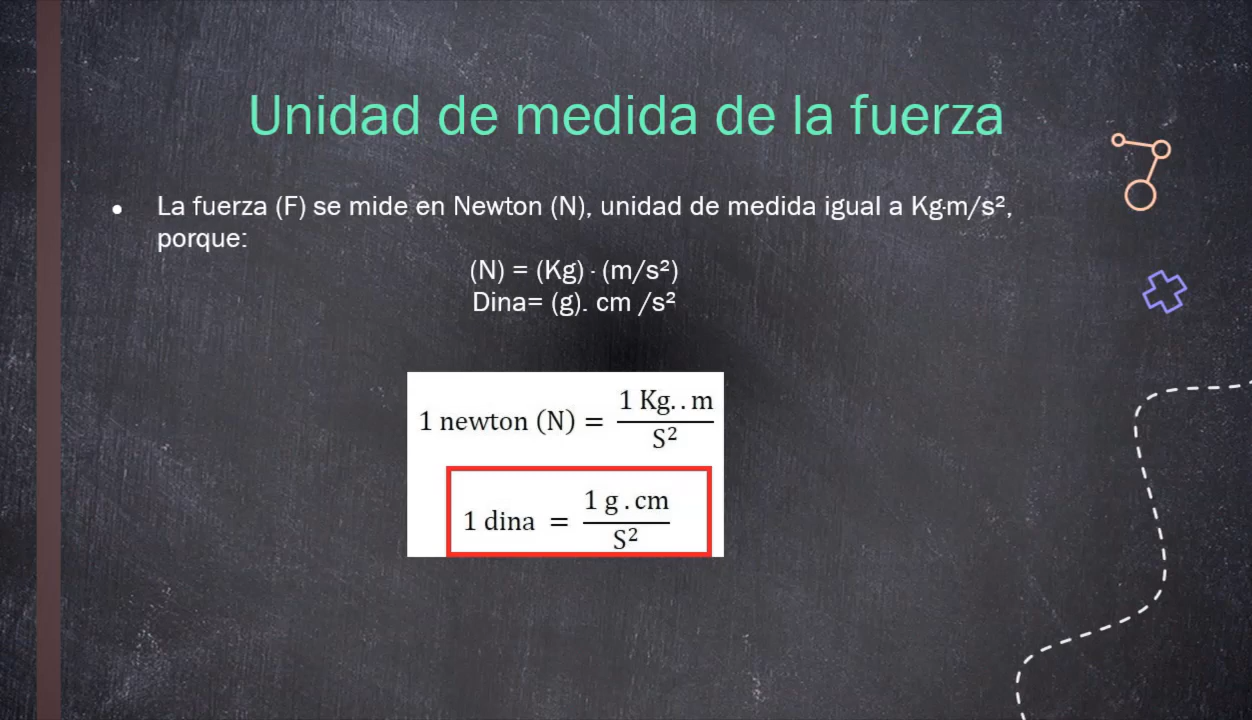 Unidad de medida de la fuerza
• La fuerza (F) se mide en Newton (N), unidad de medida igual a Kg·m/s²,
porque:
(N) = (Kg) · (m/s²)
Dina= (g). cm /s²
1 newton (N) = 1 Kg. . m / S²
1 dina = 1 g . cm / S²